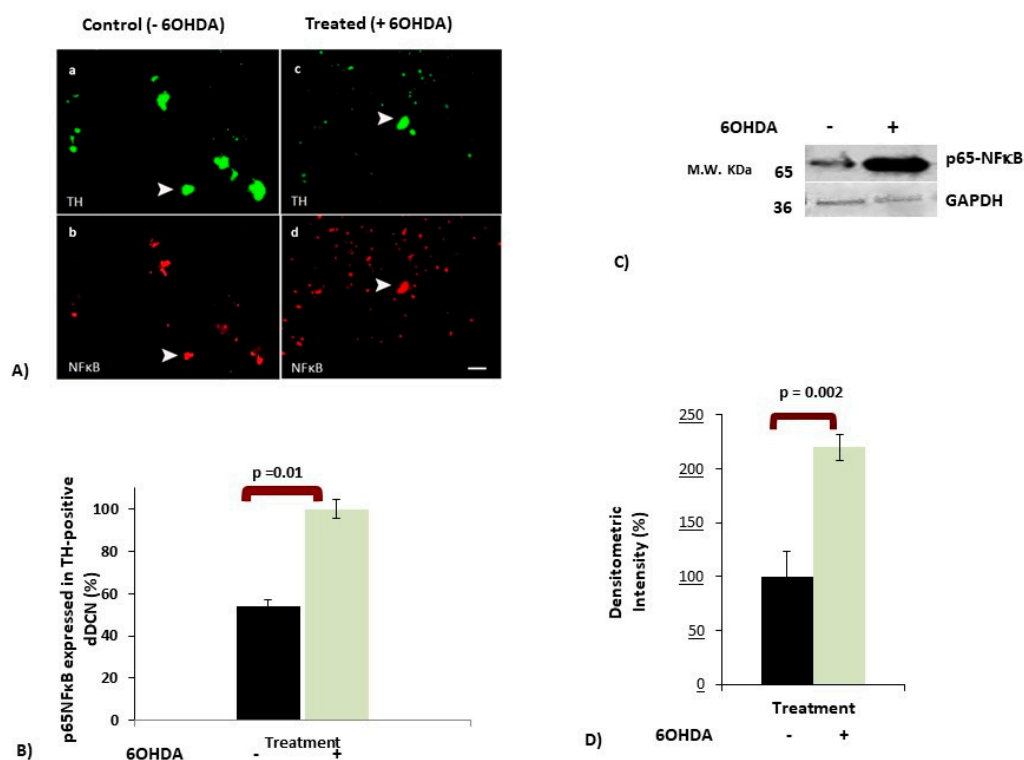 Control (- 6OHDA)
Treated (+ 6OHDA)
a
TH
c
TH
b
NFκB
d
NFκB
A)
6OHDA - +
M.W. KDa 65 p65-NFκB
36 GAPDH
C)
p =0.01
p65NFκB expressed in TH-positive
dDCN (%)
100
80
60
40
20
0
Treatment
6OHDA - +
B)
p = 0.002
Densitometric
Intensity (%)
250
200
150
100
50
0
Treatment
6OHDA - +
D)